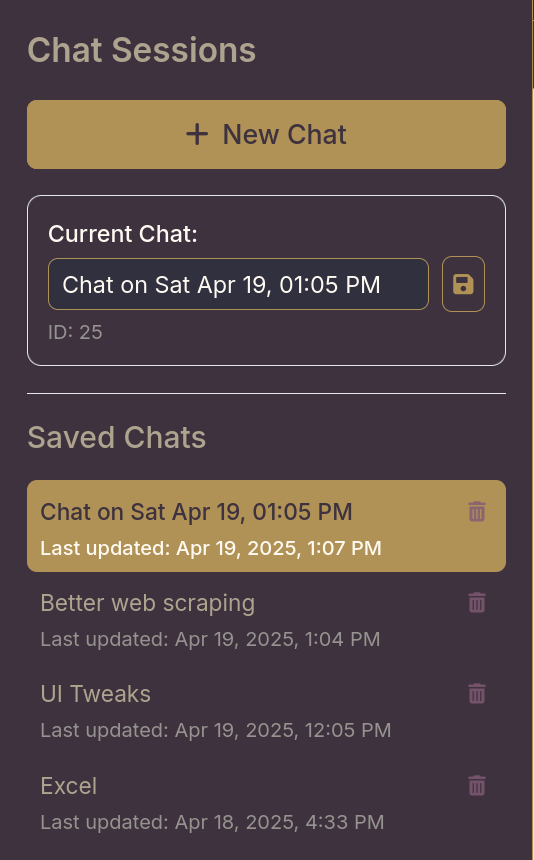 Chat Sessions
+ New Chat
Current Chat:
Chat on Sat Apr 19, 01:05 PM
ID: 25
Saved Chats
Chat on Sat Apr 19, 01:05 PM
Last updated: Apr 19, 2025, 1:07 PM
Better web scraping
Last updated: Apr 19, 2025, 1:04 PM
UI Tweaks
Last updated: Apr 19, 2025, 12:05 PM
Excel
Last updated: Apr 18, 2025, 4:33 PM